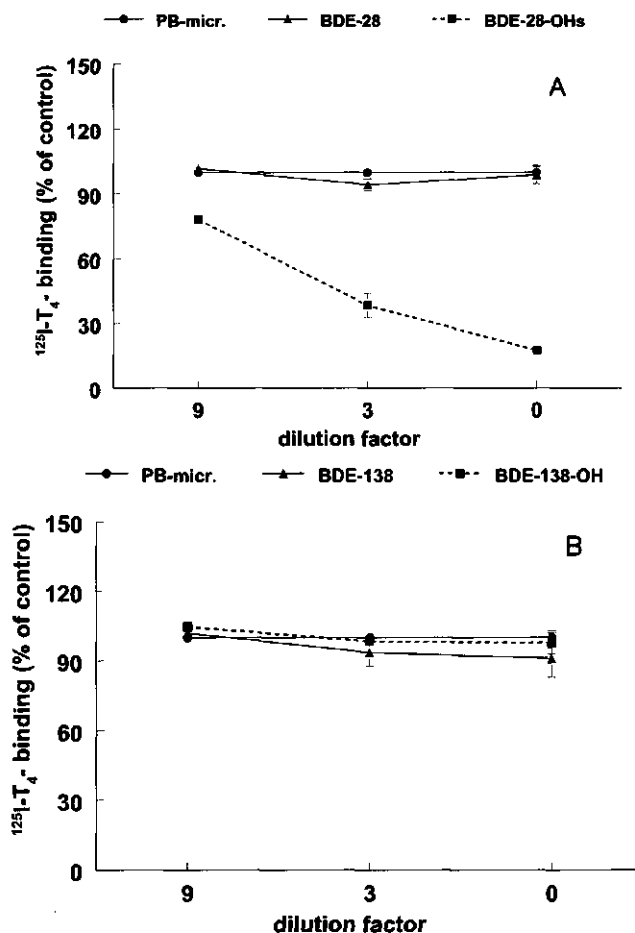 PB-micr. BDE-28 BDE-28-OHs
A
150
120
90
60
30
0
¹²⁵I-T₄- binding (% of control)
9 3 0
dilution factor
PB-micr. BDE-138 BDE-138-OH
B
150
120
90
60
30
0
¹²⁵I-T₄- binding (% of control)
9 3 0
dilution factor